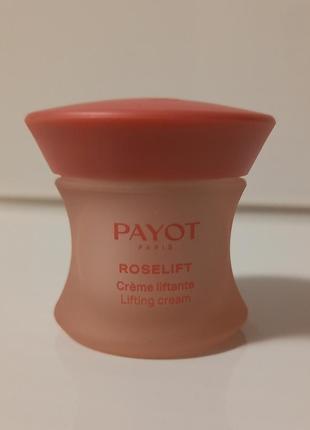 PAYOT
PARIS
ROSELIFT
Crème liftante
Lifting cream